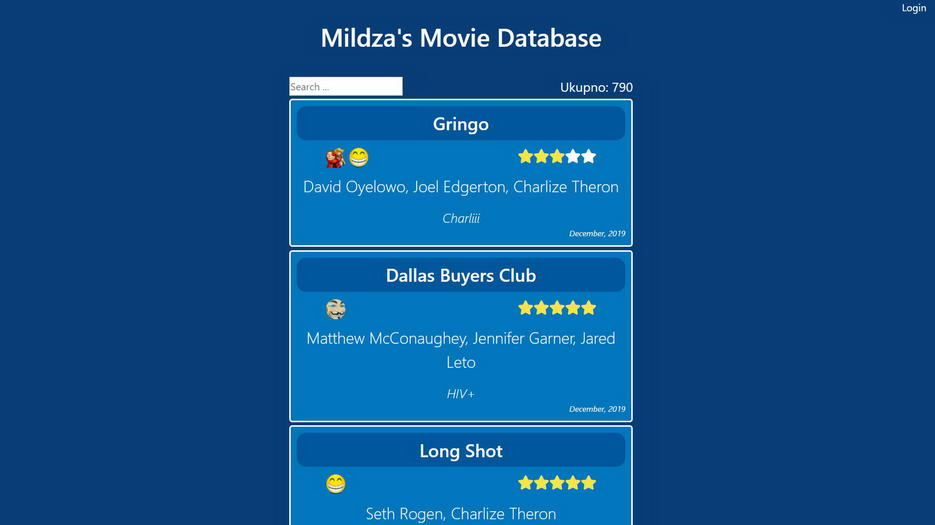 Login
Mildza's Movie Database
Search ...
Ukupno: 790
Gringo
David Oyelowo, Joel Edgerton, Charlize Theron
Charliii
December, 2019
Dallas Buyers Club
Matthew McConaughey, Jennifer Garner, Jared
Leto
HIV+
December, 2019
Long Shot
Seth Rogen, Charlize Theron